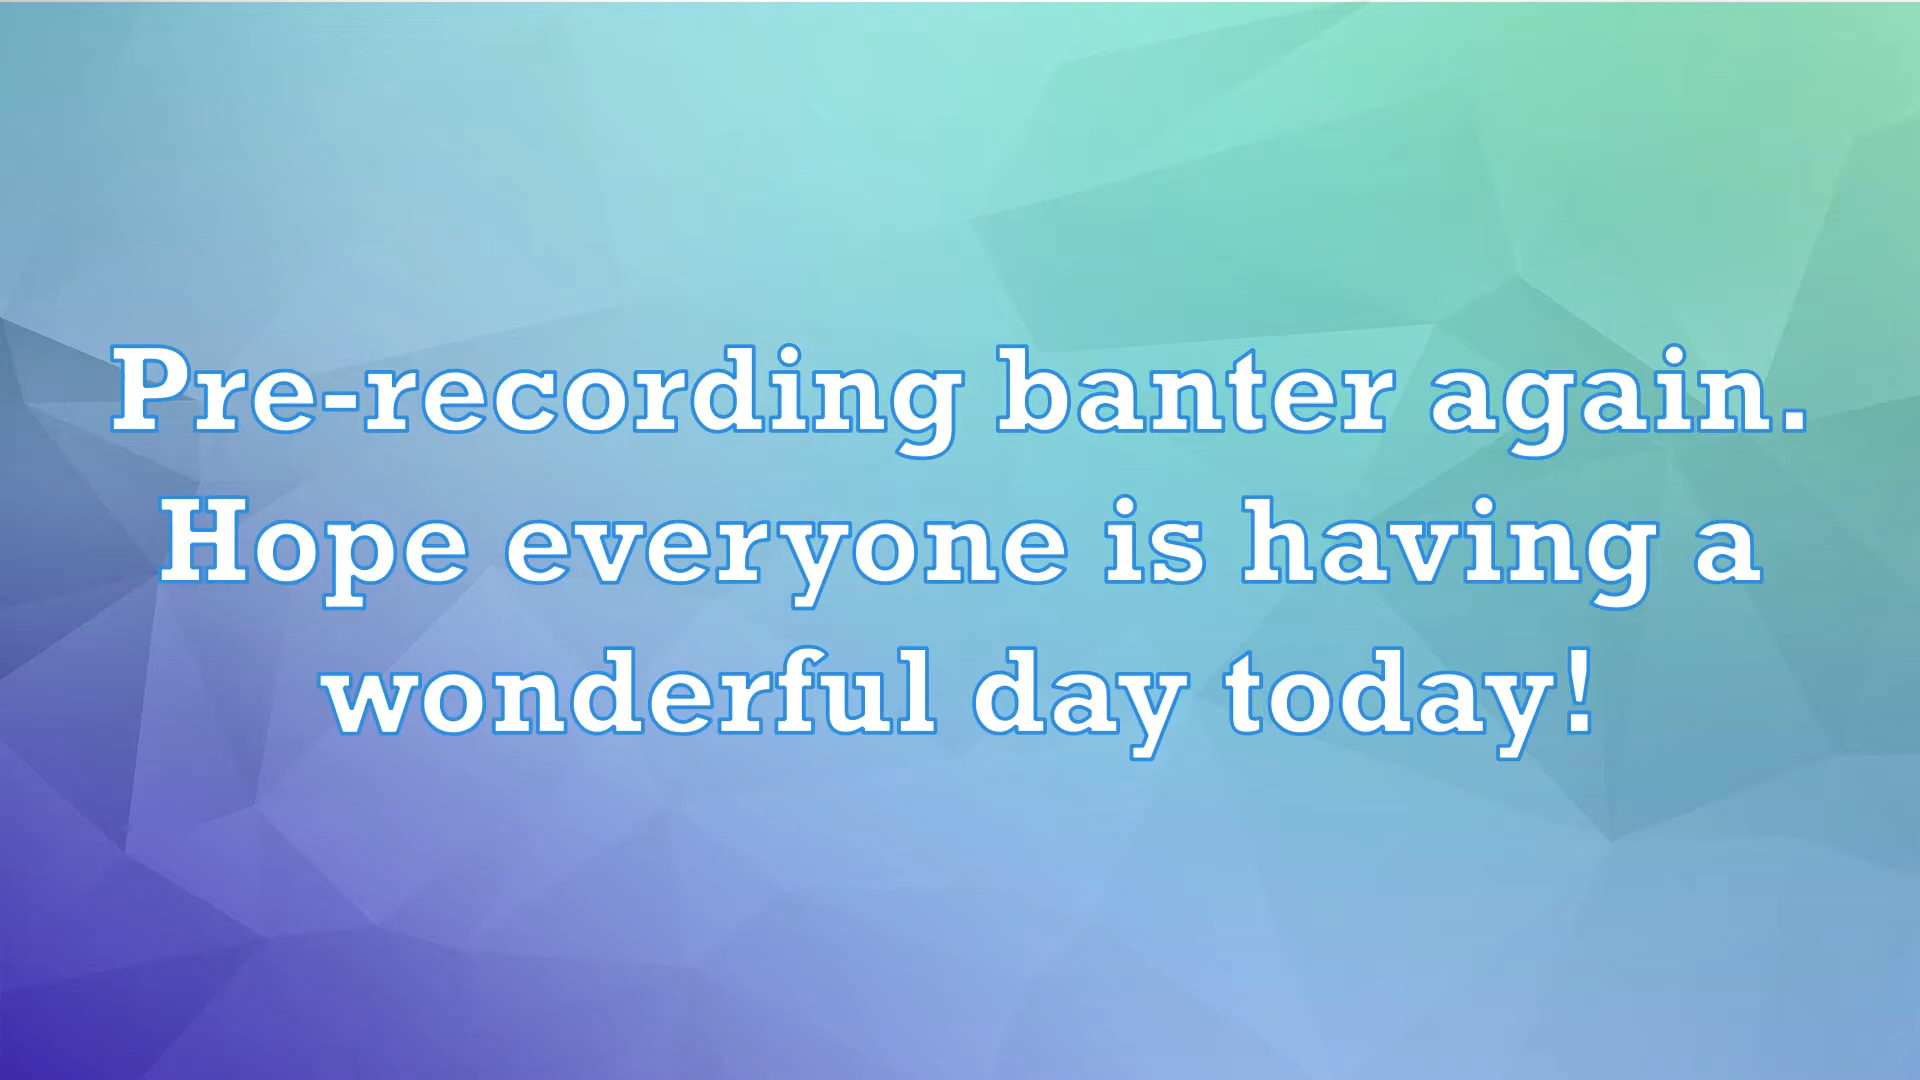 Pre-recording banter again.
Hope everyone is having a
wonderful day today!